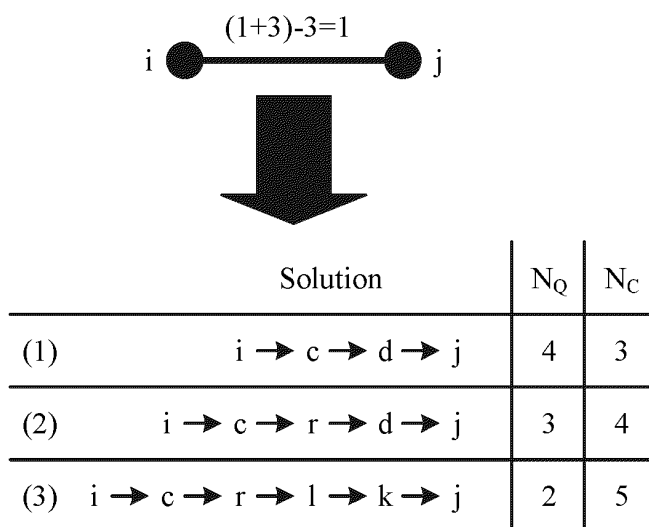 (1+3)-3=1
i j
Solution N_Q N_C
(1) i → c → d → j 4 3
(2) i → c → r → d → j 3 4
(3) i → c → r → l → k → j 2 5